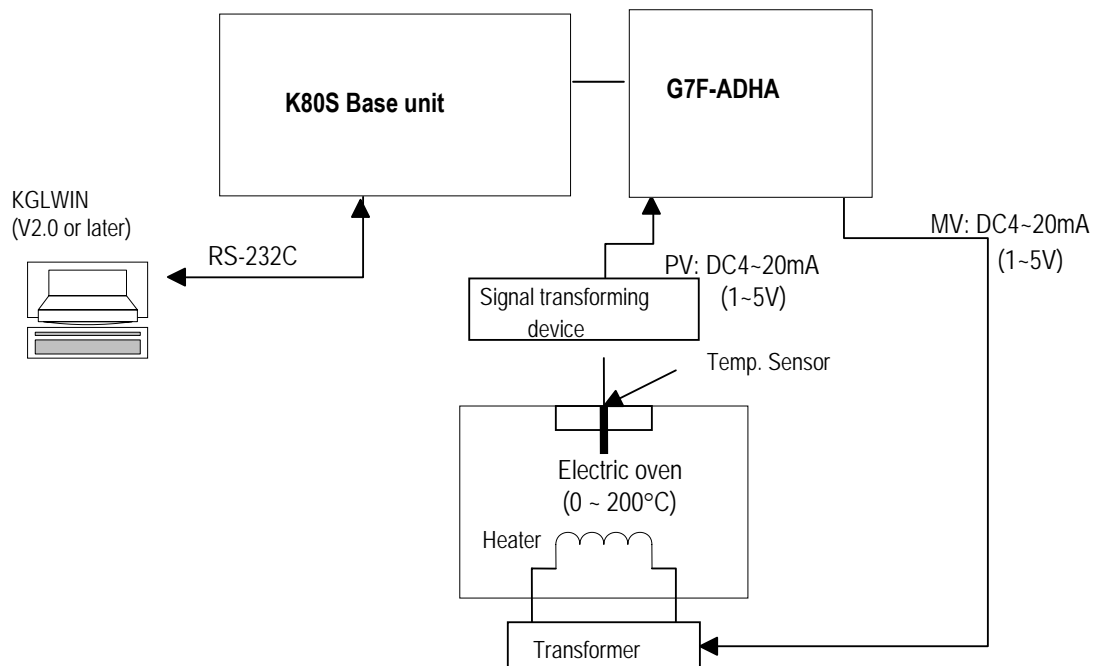 K80S Base unit
G7F-ADHA
KGLWIN
(V2.0 or later)
RS-232C
MV: DC4~20mA
(1~5V)
PV: DC4~20mA
(1~5V)
Signal transforming
device
Temp. Sensor
Electric oven
(0 ~ 200°C)
Heater
Transformer